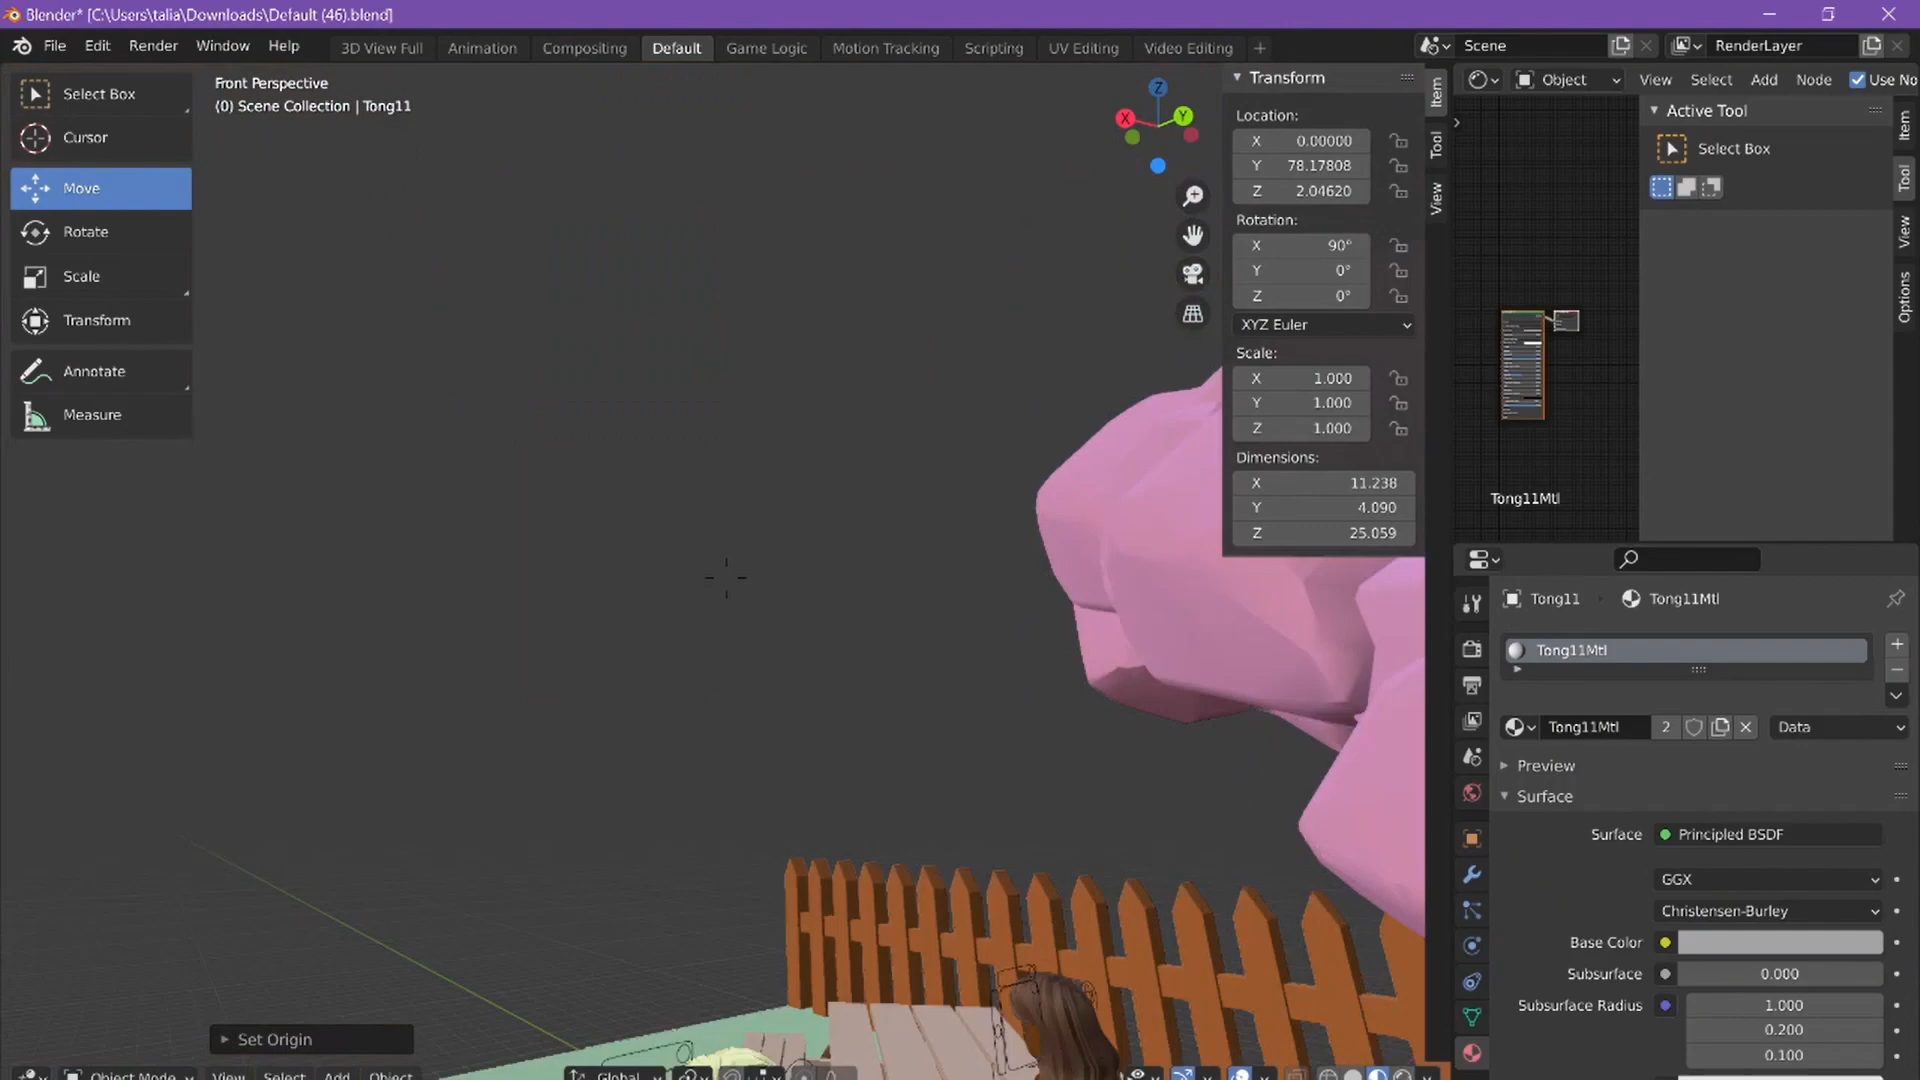 Blender* [C:\Users\talia\Downloads\Default (46).blend]
File Edit Render Window Help 3D View Full Animation Compositing Default Game Logic Motion Tracking Scripting UV Editing Video Editing + Scene RenderLayer
Object View Select Add Node Use No
Select Box
Cursor
Move
Rotate
Scale
Transform
Annotate
Measure
Front Perspective
(0) Scene Collection | Tong11
Z
X
Y
Transform
Location:
X 0.00000
Y 78.17808
Z 2.04620
Rotation:
X 90°
Y 0°
Z 0°
XYZ Euler
Scale:
X 1.000
Y 1.000
Z 1.000
Dimensions:
X 11.238
Y 4.090
Z 25.059
Item
Tool
View
Active Tool
Select Box
Item
Tool
View
Options
Tong11Mtl
Tong11 Tong11Mtl
Tong11Mtl
Tong11Mtl 2 Data
Preview
Surface
Surface Principled BSDF
GGX
Christensen-Burley
Base Color
Subsurface 0.000
Subsurface Radius 1.000
0.200
0.100
Set Origin
Object Mode View Select Add Object Global